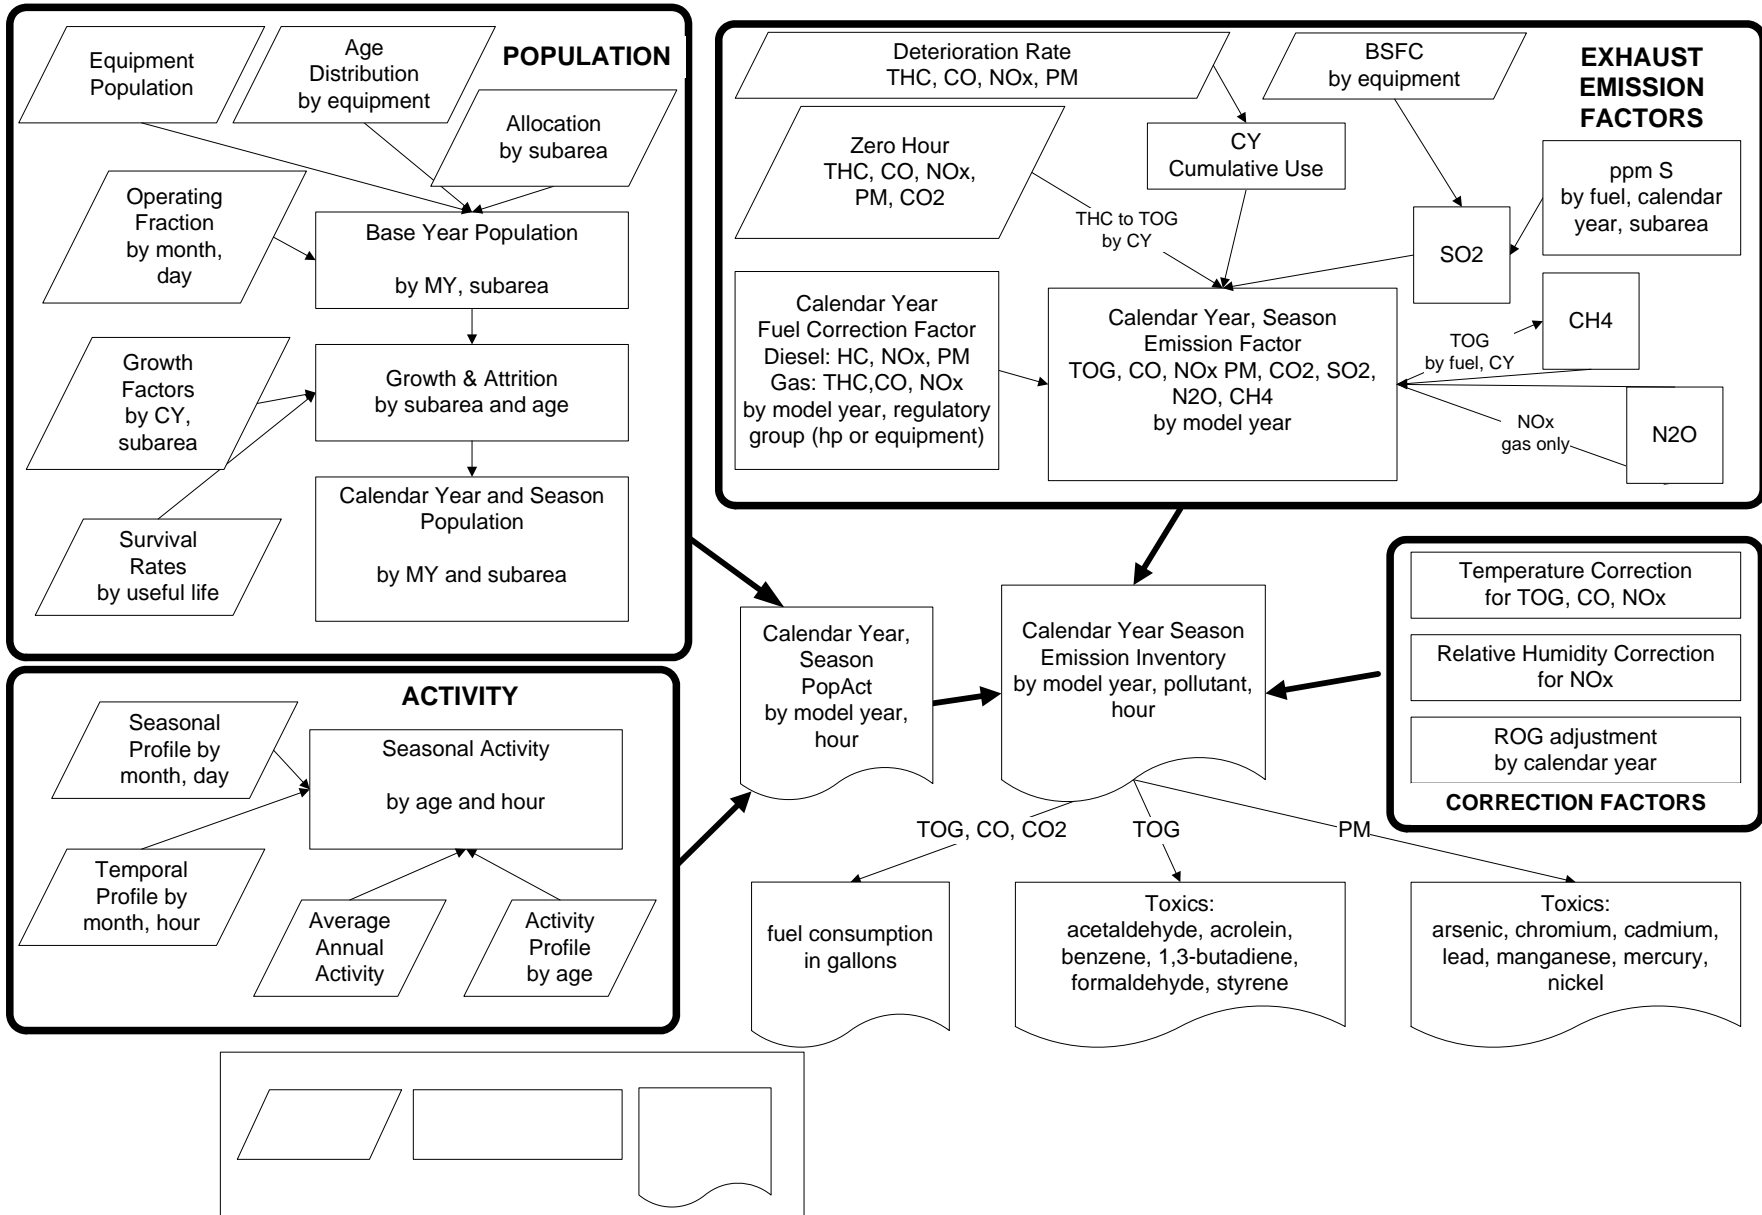 POPULATION
Equipment
Population
Age
Distribution
by equipment
Allocation
by subarea
Operating
Fraction
by month,
day
Base Year Population
by MY, subarea
Growth
Factors
by CY,
subarea
Growth & Attrition
by subarea and age
Survival
Rates
by useful life
Calendar Year and Season
Population
by MY and subarea
EXHAUST
EMISSION
FACTORS
Deterioration Rate
THC, CO, NOx, PM
BSFC
by equipment
Zero Hour
THC, CO, NOx,
PM, CO2
CY
Cumulative Use
ppm S
by fuel, calendar
year, subarea
THC to TOG
by CY
SO2
Calendar Year
Fuel Correction Factor
Diesel: HC, NOx, PM
Gas: THC,CO, NOx
by model year, regulatory
group (hp or equipment)
Calendar Year, Season
Emission Factor
TOG, CO, NOx PM, CO2, SO2,
N2O, CH4
by model year
CH4
TOG
by fuel, CY
NOx
gas only
N2O
ACTIVITY
Seasonal
Profile by
month, day
Seasonal Activity
by age and hour
Temporal
Profile by
month, hour
Average
Annual
Activity
Activity
Profile
by age
Calendar Year,
Season
PopAct
by model year,
hour
Calendar Year Season
Emission Inventory
by model year, pollutant,
hour
Temperature Correction
for TOG, CO, NOx
Relative Humidity Correction
for NOx
ROG adjustment
by calendar year
CORRECTION FACTORS
TOG, CO, CO2
TOG
PM
fuel consumption
in gallons
Toxics:
acetaldehyde, acrolein,
benzene, 1,3-butadiene,
formaldehyde, styrene
Toxics:
arsenic, chromium, cadmium,
lead, manganese, mercury,
nickel